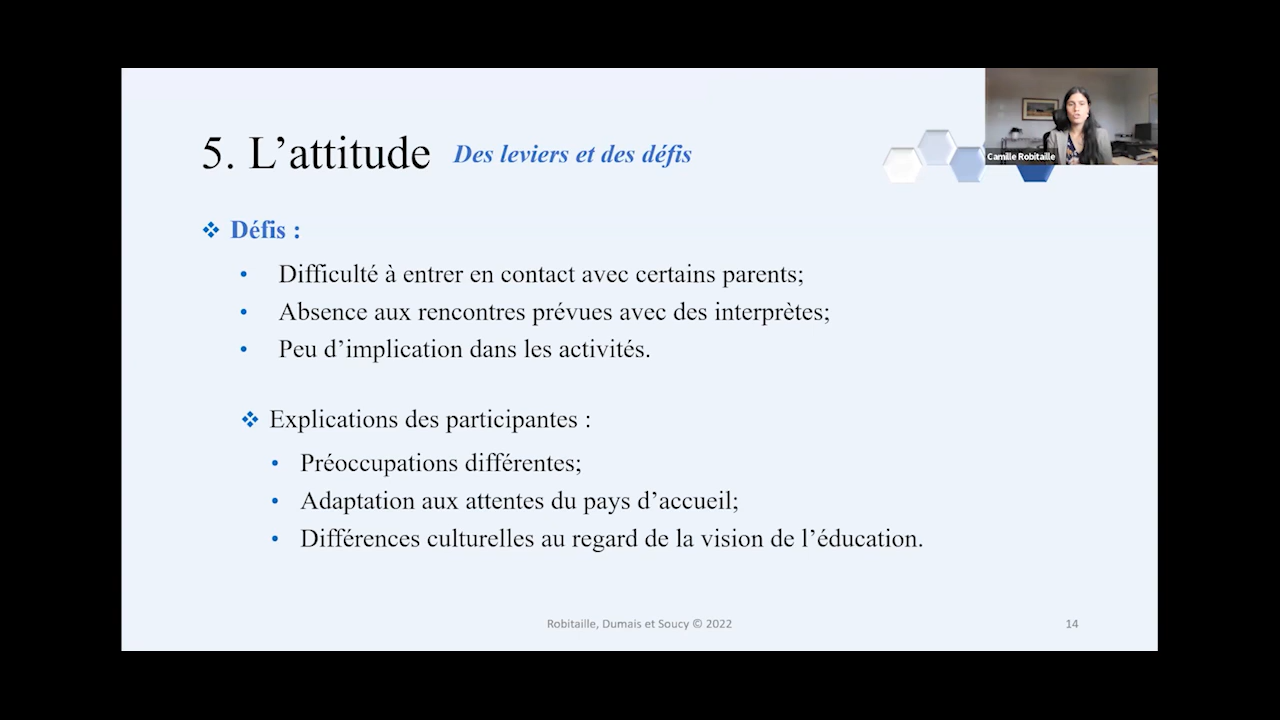 Camille Robitaille
5. L’attitude Des leviers et des défis
❖ Défis :
• Difficulté à entrer en contact avec certains parents;
• Absence aux rencontres prévues avec des interprètes;
• Peu d’implication dans les activités.
❖ Explications des participantes :
• Préoccupations différentes;
• Adaptation aux attentes du pays d’accueil;
• Différences culturelles au regard de la vision de l’éducation.
Robitaille, Dumais et Soucy © 2022
14